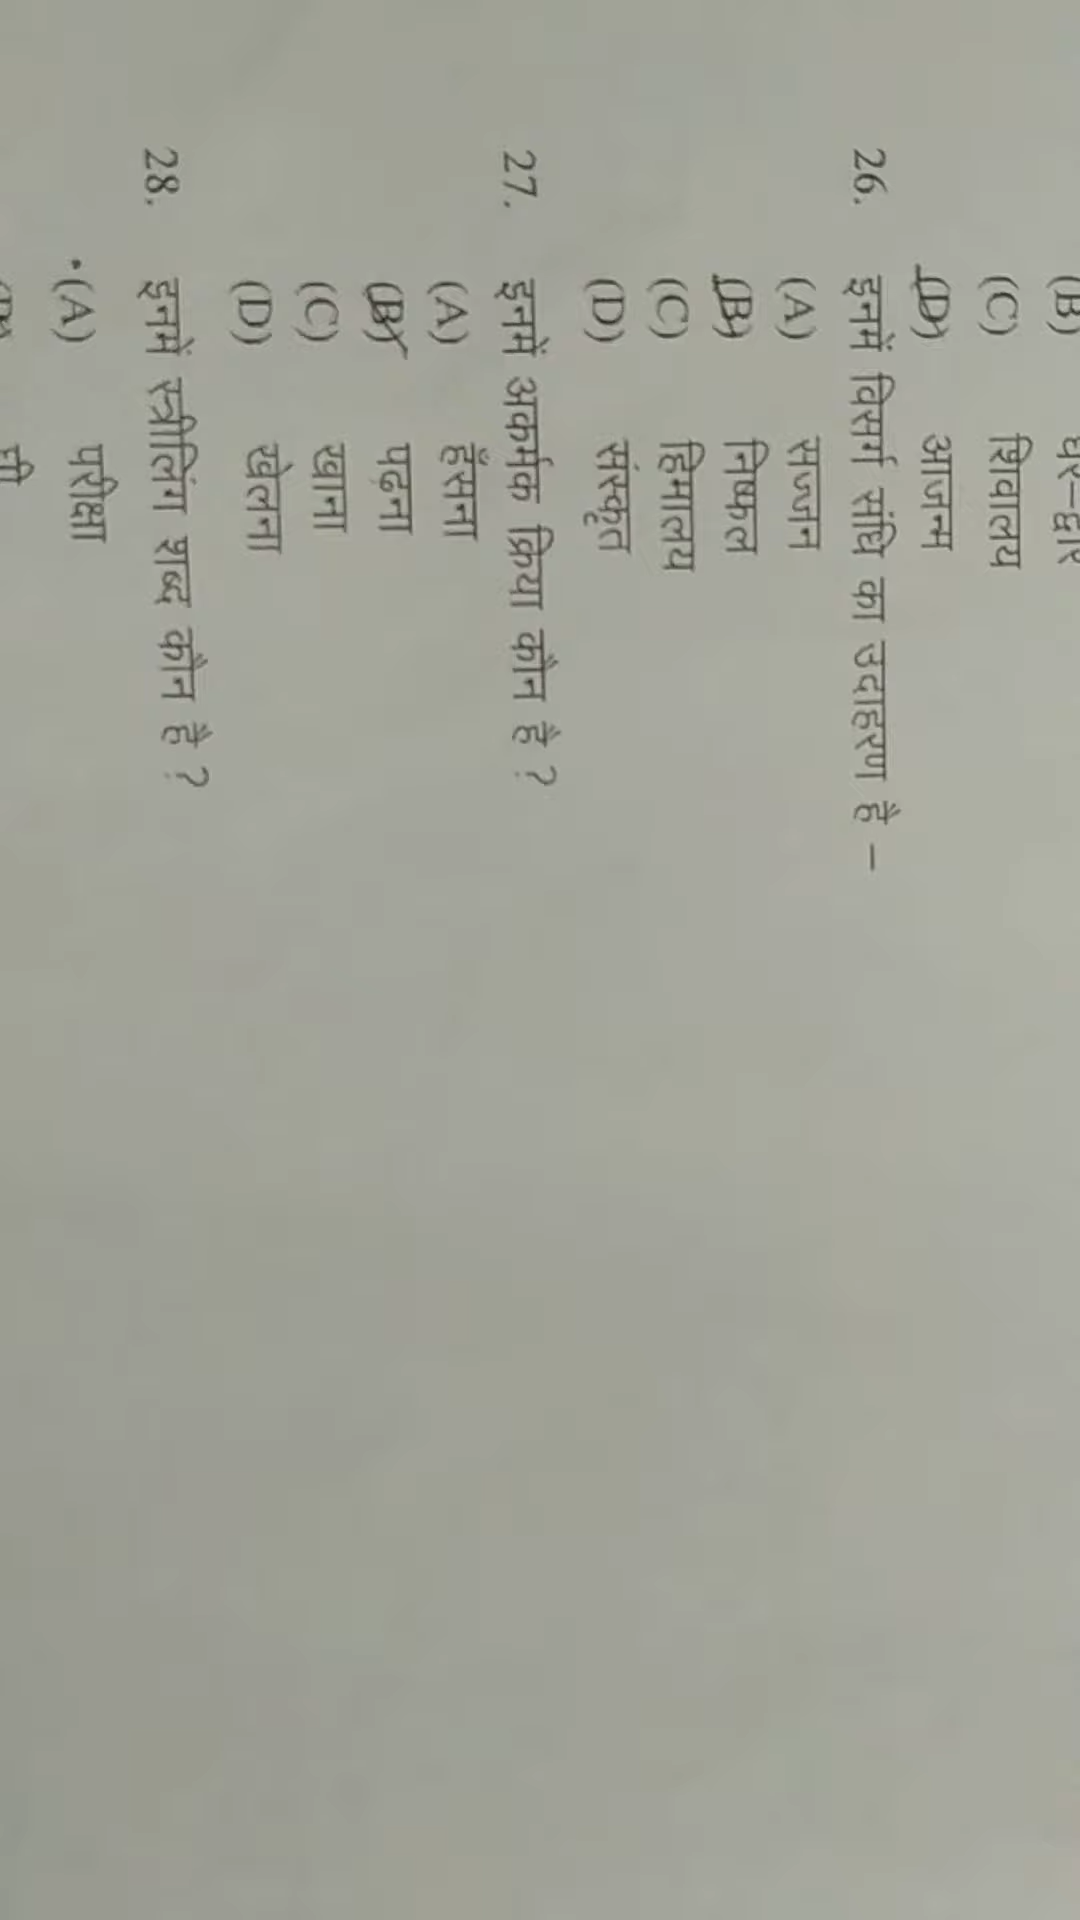 (B) घर-द्वार
(C) शिवालय
(D) आजन्म
26. इनमें विसर्ग संधि का उदाहरण है –
(A) सज्जन
(B) निष्फल
(C) हिमालय
(D) संस्कृत
27. इनमें अकर्मक क्रिया कौन है ?
(A) हँसना
(B) पढ़ना
(C) खाना
(D) खेलना
28. इनमें स्त्रीलिंग शब्द कौन है ?
(A) परीक्षा